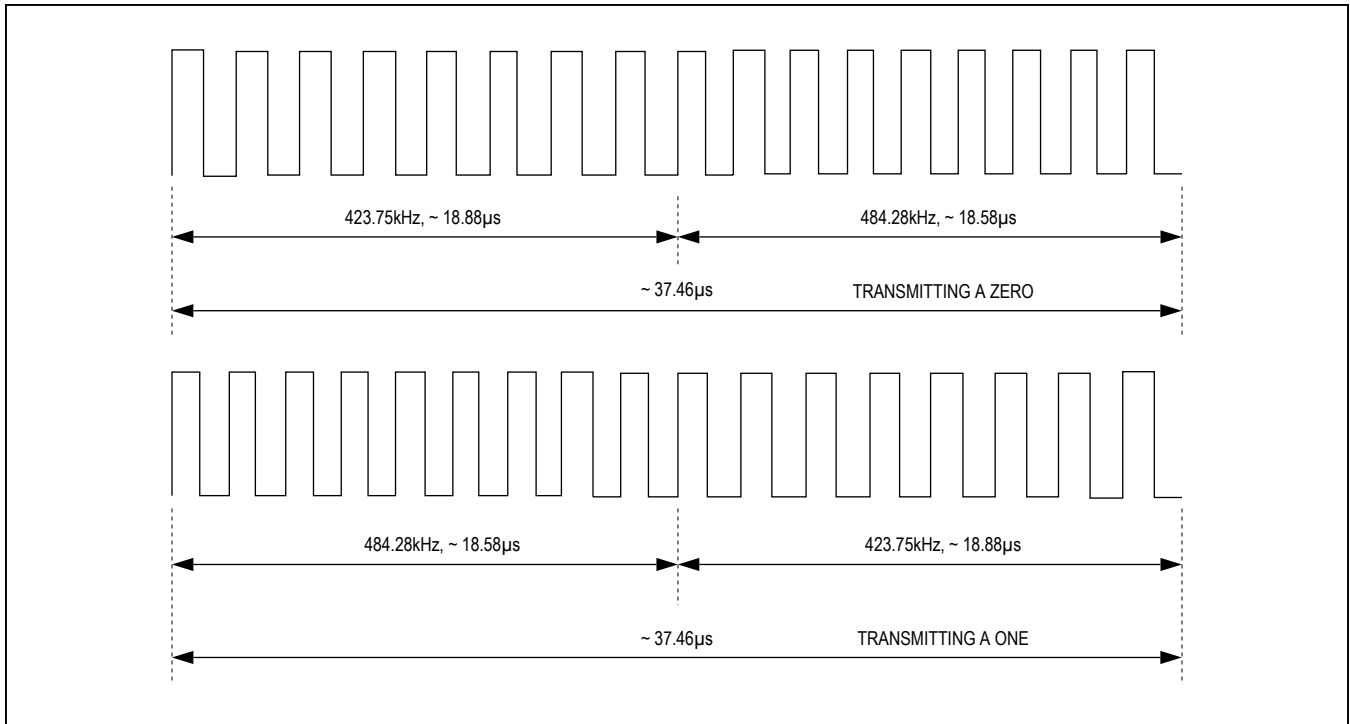 423.75kHz, ~ 18.88µs
484.28kHz, ~ 18.58µs
~ 37.46µs
TRANSMITTING A ZERO
484.28kHz, ~ 18.58µs
423.75kHz, ~ 18.88µs
~ 37.46µs
TRANSMITTING A ONE